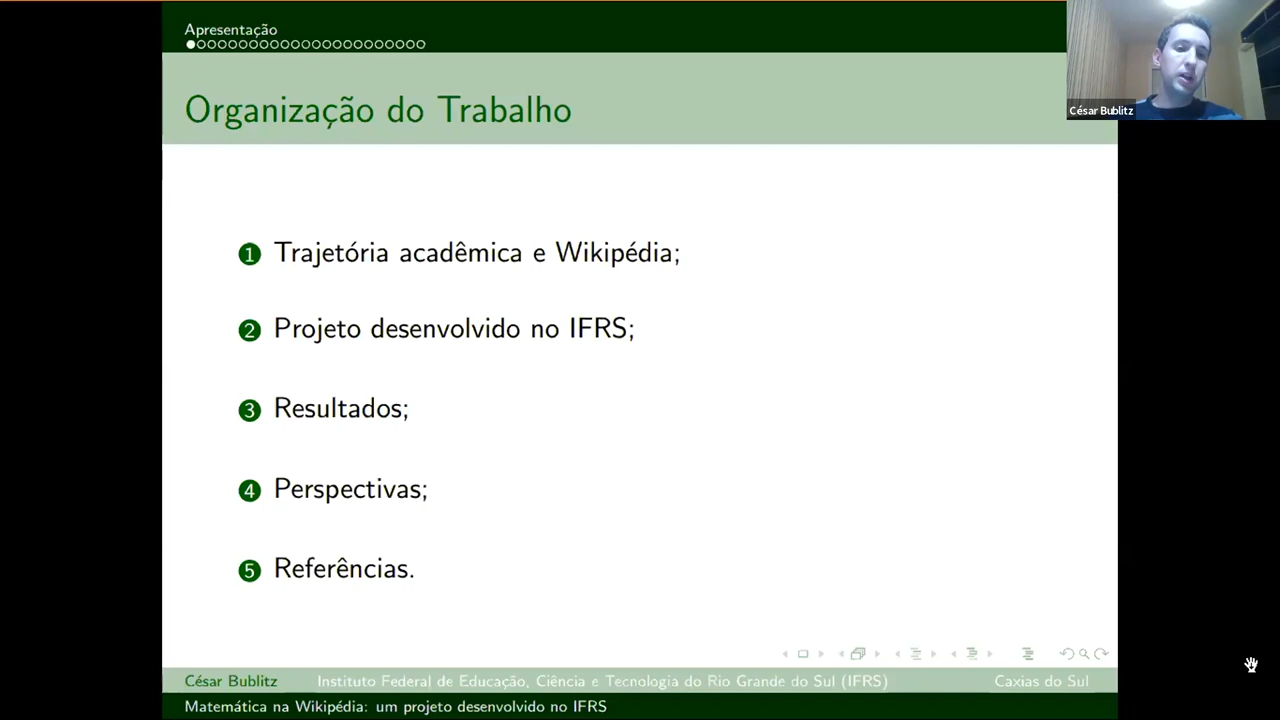 Apresentação
César Bublitz
Organização do Trabalho
1 Trajetória acadêmica e Wikipédia;
2 Projeto desenvolvido no IFRS;
3 Resultados;
4 Perspectivas;
5 Referências.
César Bublitz Instituto Federal de Educação, Ciência e Tecnologia do Rio Grande do Sul (IFRS) Caxias do Sul
Matemática na Wikipédia: um projeto desenvolvido no IFRS